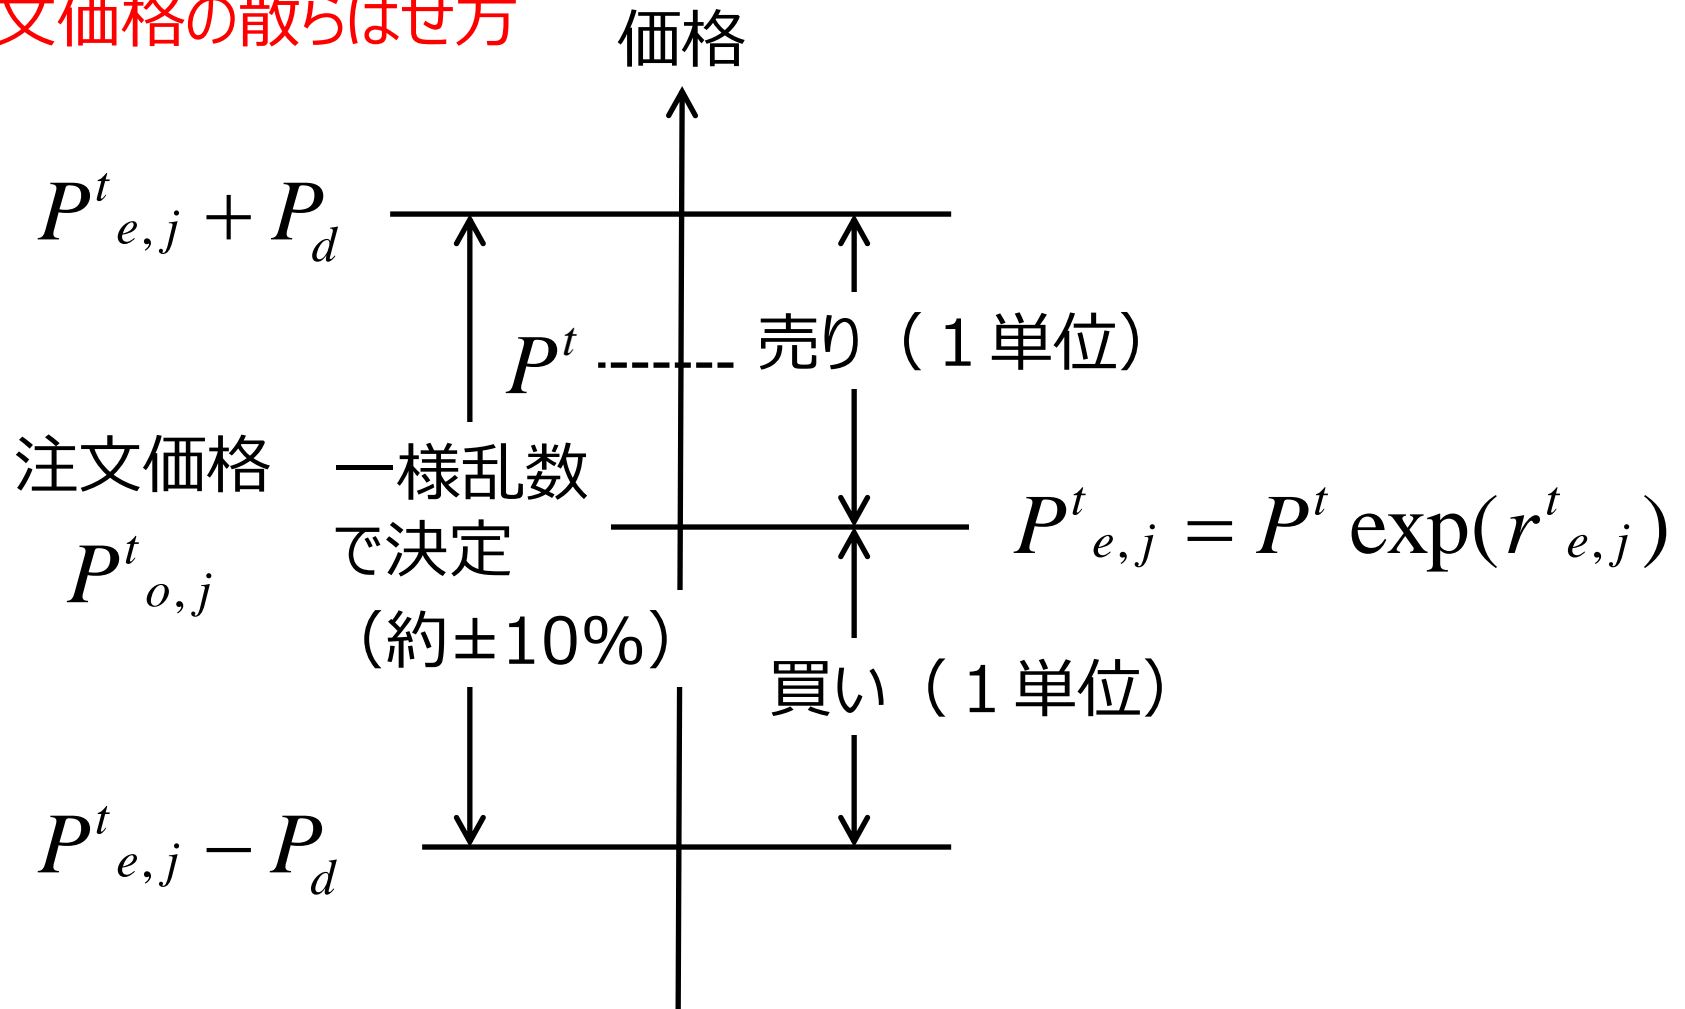 文価格の散らばせ方
価格
P^t_{e,j} + P_d
売り（１単位）
P^t
注文価格
一様乱数
で決定
P^t_{e,j} = P^t exp(r^t_{e,j})
P^t_{o,j}
（約±10%）
買い（１単位）
P^t_{e,j} − P_d